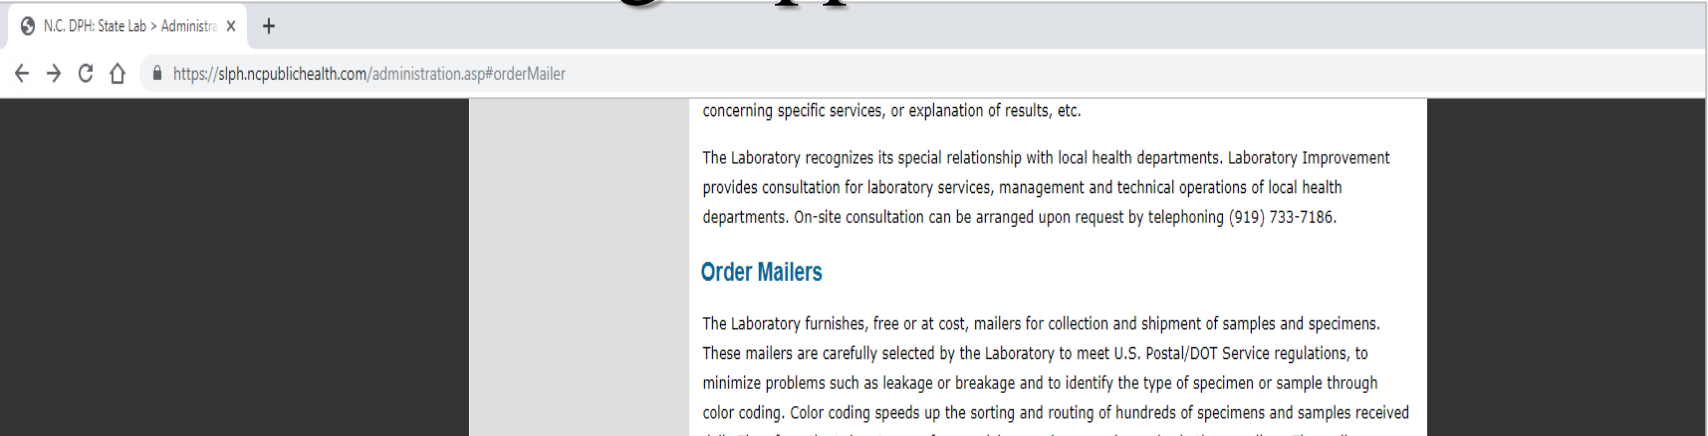 N.C. DPH: State Lab > Administra
https://slph.ncpublichealth.com/administration.asp#orderMailer
concerning specific services, or explanation of results, etc.
The Laboratory recognizes its special relationship with local health departments. Laboratory Improvement
provides consultation for laboratory services, management and technical operations of local health
departments. On-site consultation can be arranged upon request by telephoning (919) 733-7186.
Order Mailers
The Laboratory furnishes, free or at cost, mailers for collection and shipment of samples and specimens.
These mailers are carefully selected by the Laboratory to meet U.S. Postal/DOT Service regulations, to
minimize problems such as leakage or breakage and to identify the type of specimen or sample through
color coding. Color coding speeds up the sorting and routing of hundreds of specimens and samples received